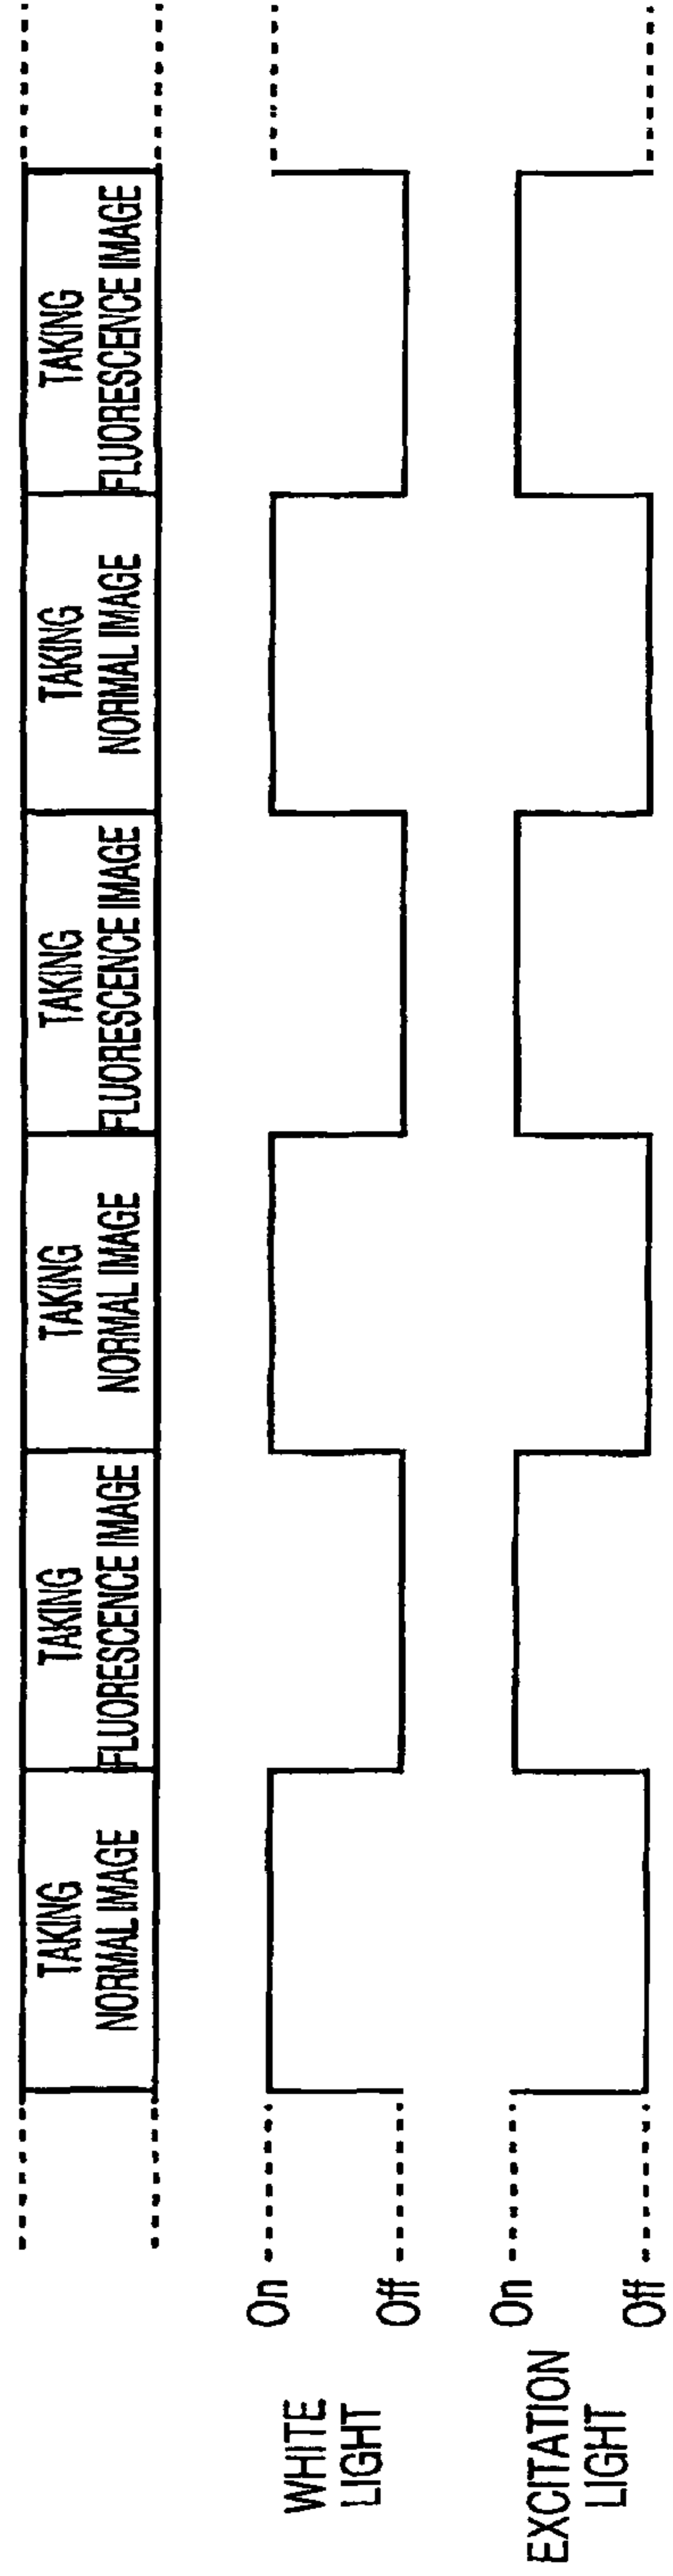 TAKING
NORMAL IMAGE
TAKING
FLUORESCENCE IMAGE
TAKING
NORMAL IMAGE
TAKING
FLUORESCENCE IMAGE
TAKING
NORMAL IMAGE
TAKING
FLUORESCENCE IMAGE
WHITE
LIGHT
On
Off
EXCITATION
LIGHT
On
Off